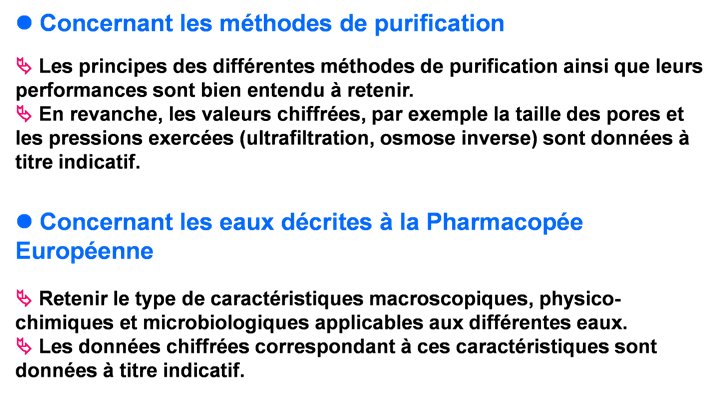 ● Concernant les méthodes de purification
Les principes des différentes méthodes de purification ainsi que leurs
performances sont bien entendu à retenir.
En revanche, les valeurs chiffrées, par exemple la taille des pores et
les pressions exercées (ultrafiltration, osmose inverse) sont données à
titre indicatif.
● Concernant les eaux décrites à la Pharmacopée
Européenne
Retenir le type de caractéristiques macroscopiques, physico-
chimiques et microbiologiques applicables aux différentes eaux.
Les données chiffrées correspondant à ces caractéristiques sont
données à titre indicatif.